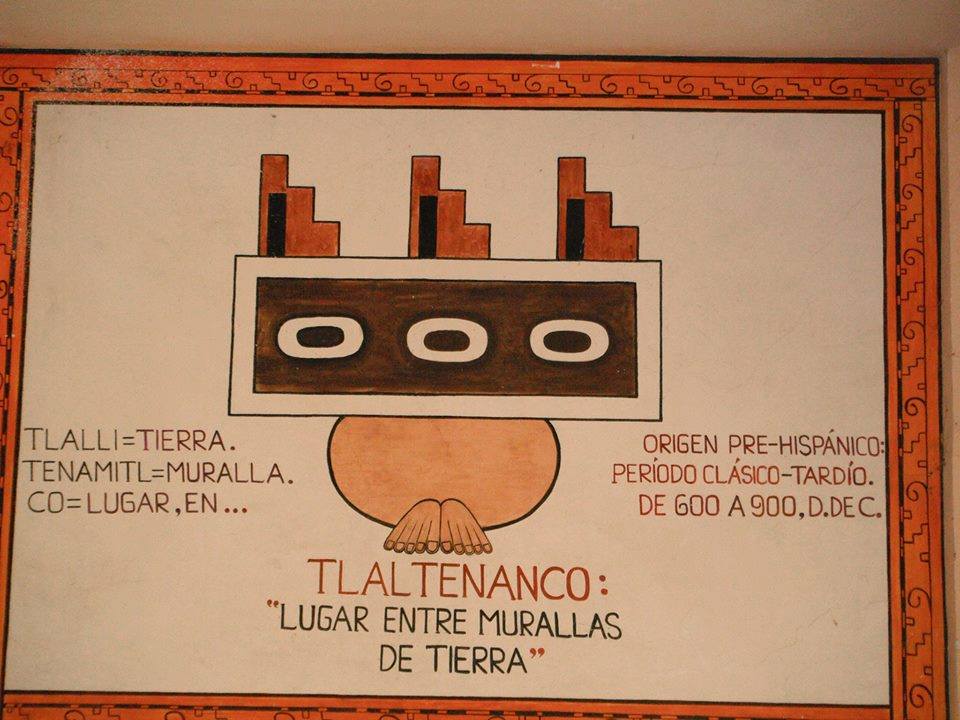 TLALLI=TIERRA.
TENAMITL=MURALLA.
CO=LUGAR, EN...
ORIGEN PRE-HISPÁNICO:
PERÍODO CLÁSICO-TARDÍO.
DE 600 A 900, D. DE C.
TLALTENANCO:
"LUGAR ENTRE MURALLAS
DE TIERRA"